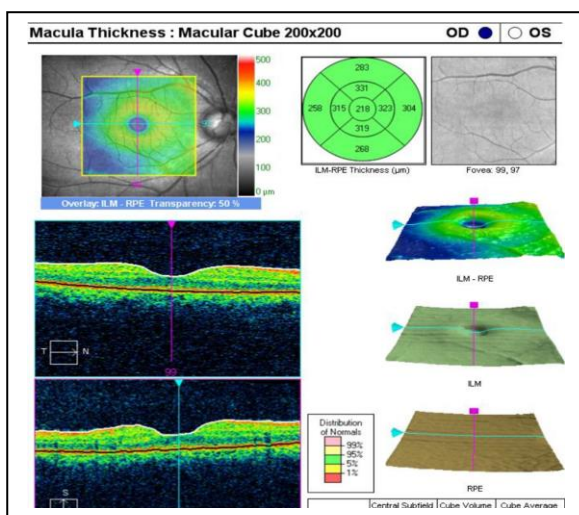 Macula Thickness : Macular Cube 200x200
OD OS
500
400
300
200
100
0 µm
Overlay: ILM - RPE Transparency: 50 %
283
331
258 315 218 323 304
319
268
ILM-RPE Thickness (µm)
Fovea: 99, 97
ILM - RPE
T N
99
ILM
Distribution
of Normals
99%
95%
5%
1%
RPE
S
Central Subfield Cube Volume Cube Average